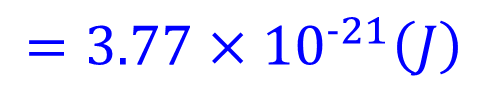 = 3.77 × 10⁻²¹(J)